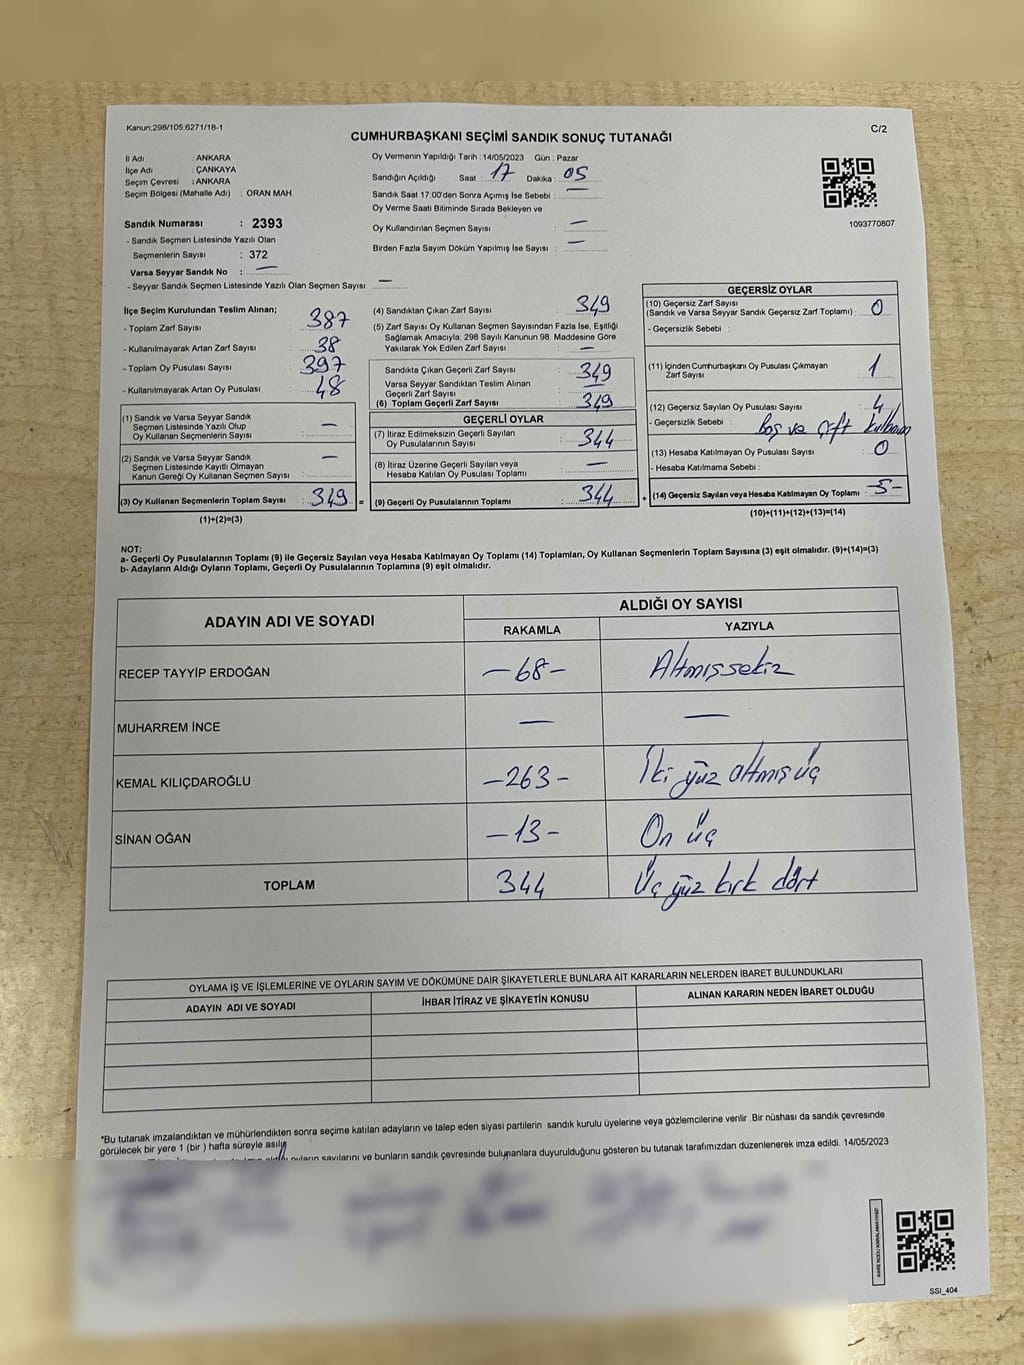 Kanun:298/105;6271/18-1
CUMHURBAŞKANI SEÇİMİ SANDIK SONUÇ TUTANAĞI
C/2
İl Adı : ANKARA
İlçe Adı : ÇANKAYA
Seçim Çevresi : ANKARA
Seçim Bölgesi (Mahalle Adı) : ORAN MAH.
Sandık Numarası : 2393
- Sandık Seçmen Listesinde Yazılı Olan
Seçmenlerin Sayısı : 372
Varsa Seyyar Sandık No : —
- Seyyar Sandık Seçmen Listesinde Yazılı Olan Seçmen Sayısı: —
Oy Vermenin Yapıldığı Tarih : 14/05/2023 Gün : Pazar
Sandığın Açıldığı Saat : 17 Dakika : 05
Sandık Saat 17:00'den Sonra Açımış İse Sebebi : —
Oy Verme Saati Bitiminde Sırada Bekleyen ve
Oy Kullandırılan Seçmen Sayısı : —
Birden Fazla Sayım Döküm Yapılmış İse Sayısı : —
1093770807
İlçe Seçim Kurulundan Teslim Alınan;
- Toplam Zarf Sayısı : 387
- Kullanılmayarak Artan Zarf Sayısı : 38
- Toplam Oy Pusulası Sayısı : 397
- Kullanılmayarak Artan Oy Pusulası : 48
(1) Sandık ve Varsa Seyyar Sandık
Seçmen Listesinde Yazılı Olup
Oy Kullanan Seçmenlerin Sayısı : —
(2) Sandık ve Varsa Seyyar Sandık
Seçmen Listesinde Kayıtlı Olmayan
Kanun Gereği Oy Kullanan Seçmen Sayısı : —
(3) Oy Kullanan Seçmenlerin Toplam Sayısı : 349 =
(1)+(2)=(3)
(4) Sandıktan Çıkan Zarf Sayısı : 349
(5) Zarf Sayısı Oy Kullanan Seçmen Sayısından Fazla İse, Eşitliği
Sağlamak Amacıyla; 298 Sayılı Kanunun 98. Maddesine Göre
Yakılarak Yok Edilen Zarf Sayısı : —
Sandıkta Çıkan Geçerli Zarf Sayısı : 349
Varsa Seyyar Sandıktan Teslim Alınan
Geçerli Zarf Sayısı : —
(6) Toplam Geçerli Zarf Sayısı : 349
GEÇERLİ OYLAR
(7) İtiraz Edilmeksizin Geçerli Sayılan
Oy Pusulalarının Sayısı : 344
(8) İtiraz Üzerine Geçerli Sayılan veya
Hesaba Katılan Oy Pusulası Toplamı : —
(9) Geçerli Oy Pusulalarının Toplamı : 344 +
GEÇERSİZ OYLAR
(10) Geçersiz Zarf Sayısı
(Sandık ve Varsa Seyyar Sandık Geçersiz Zarf Toplamı) : 0
- Geçersizlik Sebebi :
(11) İçinden Cumhurbaşkanı Oy Pusulası Çıkmayan
Zarf Sayısı : 1
(12) Geçersiz Sayılan Oy Pusulası Sayısı : 4
- Geçersizlik Sebebi : Boş ve çift
(13) Hesaba Katılmayan Oy Pusulası Sayısı : 0
- Hesaba Katılmama Sebebi :
(14) Geçersiz Sayılan veya Hesaba Katılmayan Oy Toplamı : -5-
(10)+(11)+(12)+(13)=(14)
NOT:
a- Geçerli Oy Pusulalarının Toplamı (9) ile Geçersiz Sayılan veya Hesaba Katılmayan Oy Toplamı (14) Toplamları, Oy Kullanan Seçmenlerin Toplam Sayısına (3) eşit olmalıdır. (9)+(14)=(3)
b- Adayların Aldığı Oyların Toplamı, Geçerli Oy Pusulalarının Toplamına (9) eşit olmalıdır.
ADAYIN ADI VE SOYADI
ALDIĞI OY SAYISI
RAKAMLA YAZIYLA
RECEP TAYYİP ERDOĞAN -68- Altmışsekiz
MUHARREM İNCE — —
KEMAL KILIÇDAROĞLU -263- İki yüz altmış üç
SİNAN OĞAN -13- On üç
TOPLAM 344 Üç yüz kırk dört
OYLAMA İŞ VE İŞLEMLERİNE VE OYLARIN SAYIM VE DÖKÜMÜNE DAİR ŞİKAYETLERLE BUNLARA AİT KARARLARIN NELERDEN İBARET BULUNDUKLARI
ADAYIN ADI VE SOYADI İHBAR İTİRAZ VE ŞİKAYETİN KONUSU ALINAN KARARIN NEDEN İBARET OLDUĞU
*Bu tutanak imzalandıktan ve mühürlendikten sonra seçime katılan adayların ve talep eden siyasi partilerin sandık kurulu üyelerine veya gözlemcilerine verilir .Bir nüshası da sandık çevresinde
görülecek bir yere 1 (bir ) hafta süreyle asılır
oyların sayılarını ve bunların sandık çevresinde bulunanlara duyurulduğunu gösteren bu tutanak tarafımızdan düzenlenerek imza edildi. 14/05/2023
SSI_404